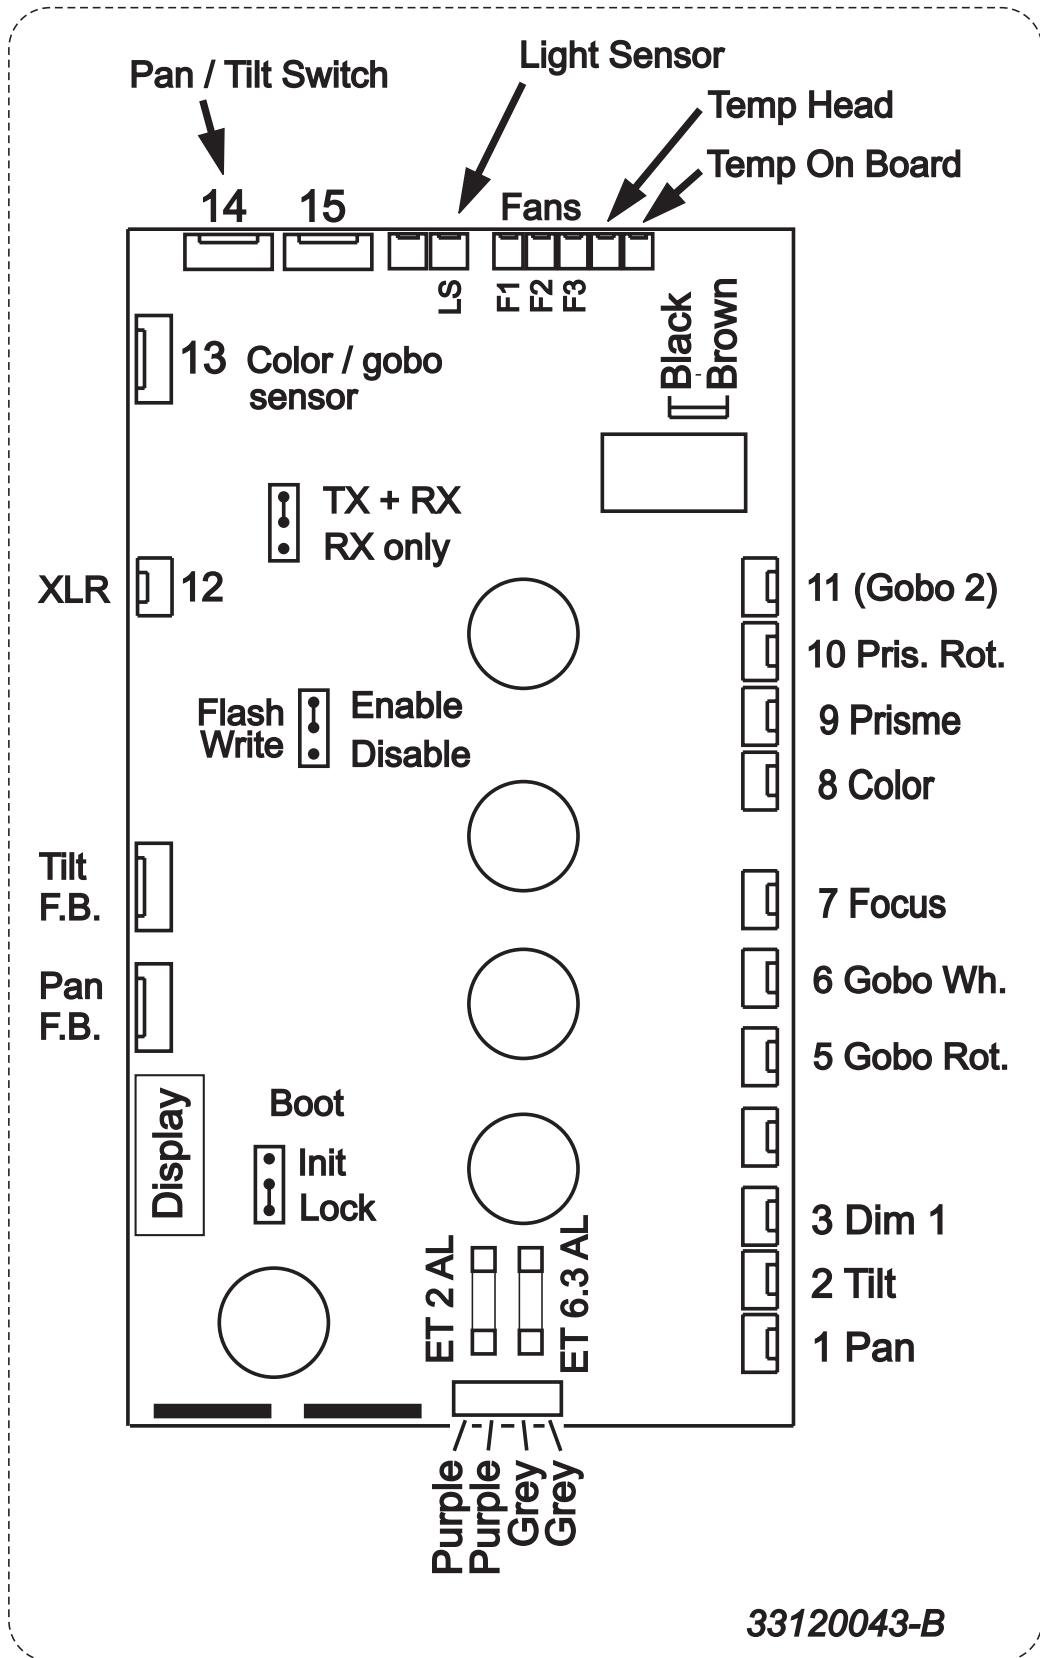 Light Sensor
Pan / Tilt Switch
Temp Head
Temp On Board
14
15
Fans
LS
F1
F2
F3
Black
Brown
13 Color / gobo
sensor
TX + RX
RX only
XLR
12
11 (Gobo 2)
10 Pris. Rot.
Flash
Write
Enable
Disable
9 Prisme
8 Color
Tilt
F.B.
7 Focus
Pan
F.B.
6 Gobo Wh.
5 Gobo Rot.
Display
Boot
Init
Lock
3 Dim 1
2 Tilt
1 Pan
ET 2 AL
ET 6.3 AL
Purple
Purple
Grey
Grey
33120043-B